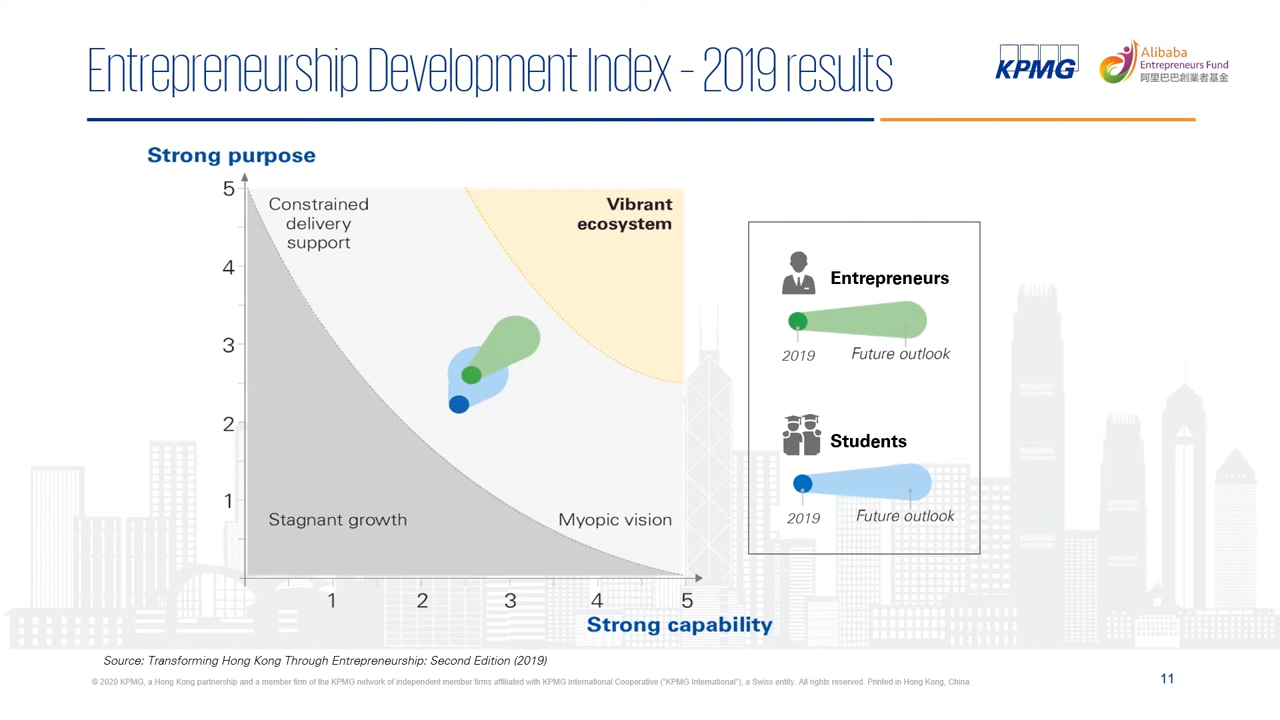 Entrepreneurship Development Index - 2019 results
KPMG
Alibaba
Entrepreneurs Fund
阿里巴巴創業者基金
Strong purpose
5
4
3
2
1
Constrained
delivery
support
Vibrant
ecosystem
Stagnant growth
Myopic vision
1 2 3 4 5
Strong capability
Entrepreneurs
2019
Future outlook
Students
2019
Future outlook
Source: Transforming Hong Kong Through Entrepreneurship: Second Edition (2019)
© 2020 KPMG, a Hong Kong partnership and a member firm of the KPMG network of independent member firms affiliated with KPMG International Cooperative ("KPMG International"), a Swiss entity. All rights reserved. Printed in Hong Kong, China.
11